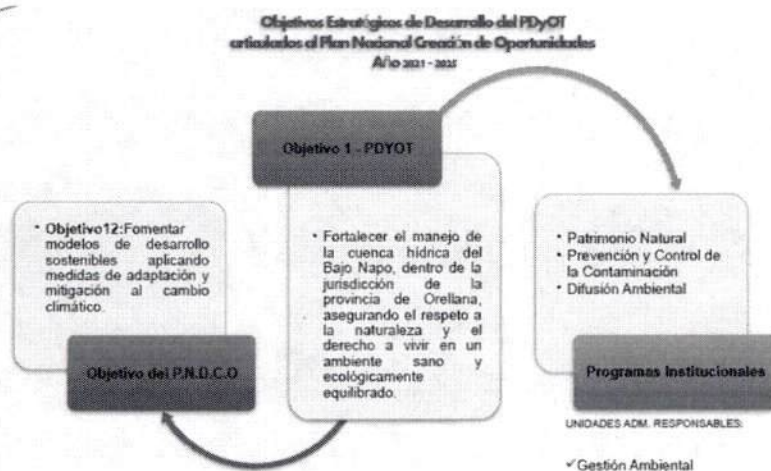 Objetivos Estratégicos de Desarrollo del PDyOT
articulados al Plan Nacional Creación de Oportunidades
Año 2021 - 2025
Objetivo 1 - PDYOT
• Objetivo12:Fomentar
modelos de desarrollo
sostenibles aplicando
medidas de adaptación y
mitigación al cambio
climático.
Objetivo del P.N.D.C.O
• Fortalecer el manejo de
la cuenca hídrica del
Bajo Napo, dentro de la
jurisdicción de la
provincia de Orellana,
asegurando el respeto a
la naturaleza y el
derecho a vivir en un
ambiente sano y
ecológicamente
equilibrado.
• Patrimonio Natural
• Prevención y Control de
la Contaminación
• Difusión Ambiental
Programas Institucionales
UNIDADES ADM. RESPONSABLES:
✓Gestión Ambiental